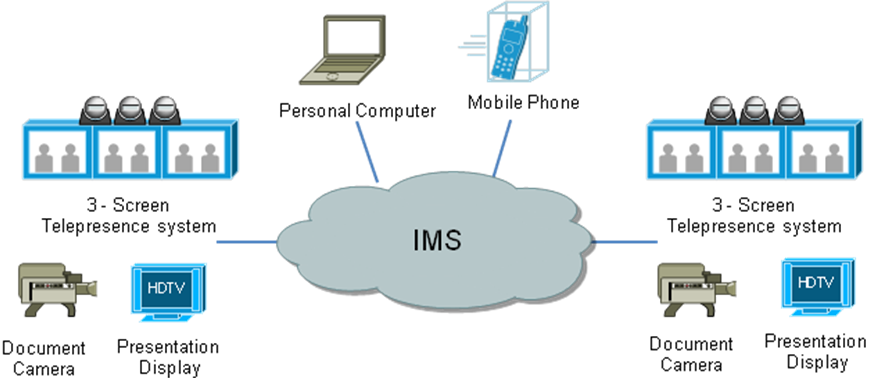 Personal Computer
Mobile Phone
3 - Screen
Telepresence system
3 - Screen
Telepresence system
IMS
HDTV
HDTV
Document
Camera
Presentation
Display
Document
Camera
Presentation
Display